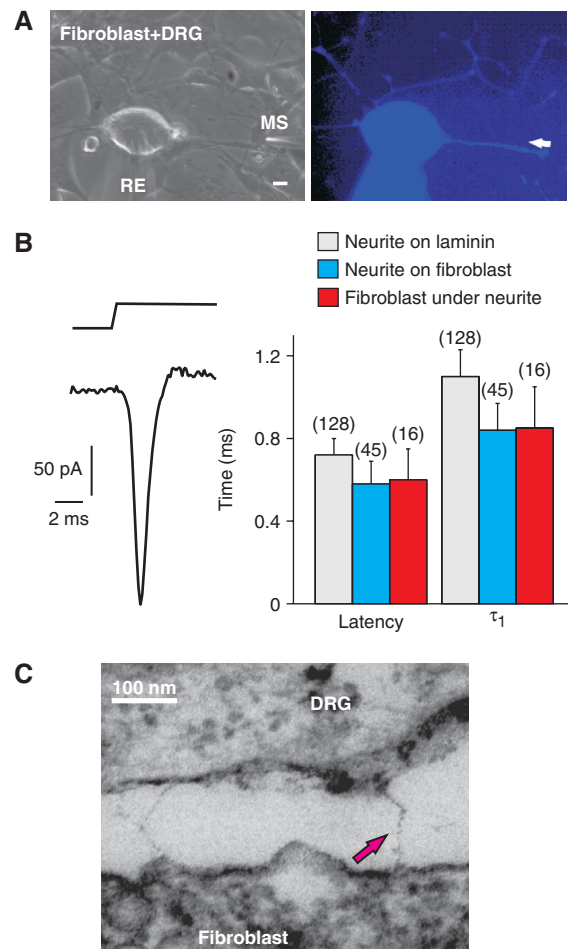 A
Fibroblast+DRG
MS
RE
B
Neurite on laminin
Neurite on fibroblast
Fibroblast under neurite
50 pA
2 ms
Time (ms)
1.2
0.8
0.4
0
(128)
(45)
(16)
(128)
(45)
(16)
Latency
τ1
C
100 nm
DRG
Fibroblast